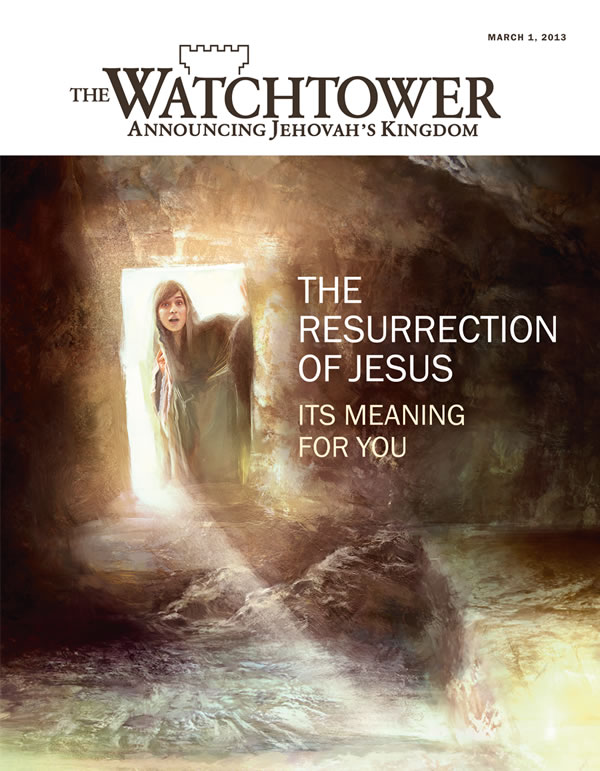 MARCH 1, 2013
THE WATCHTOWER
ANNOUNCING JEHOVAH'S KINGDOM
THE
RESURRECTION
OF JESUS
ITS MEANING
FOR YOU